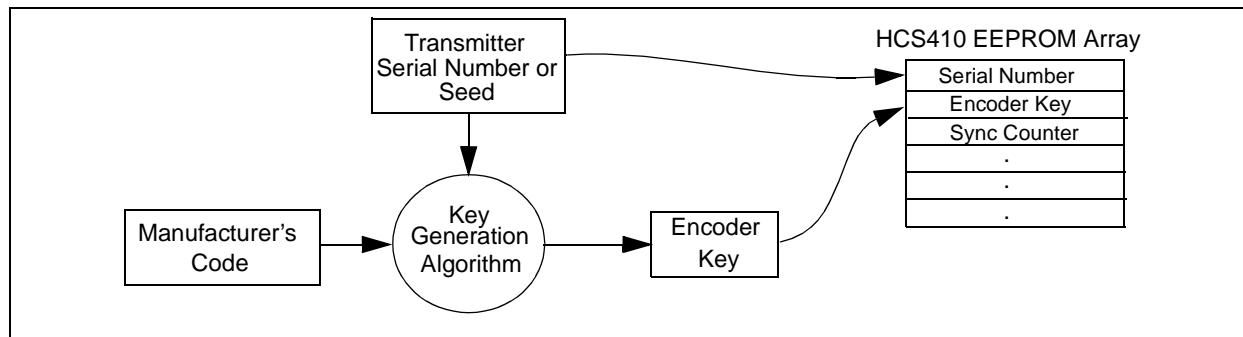 Transmitter
Serial Number or
Seed
HCS410 EEPROM Array
Serial Number
Encoder Key
Sync Counter
.
.
.
Manufacturer's
Code
Key
Generation
Algorithm
Encoder
Key